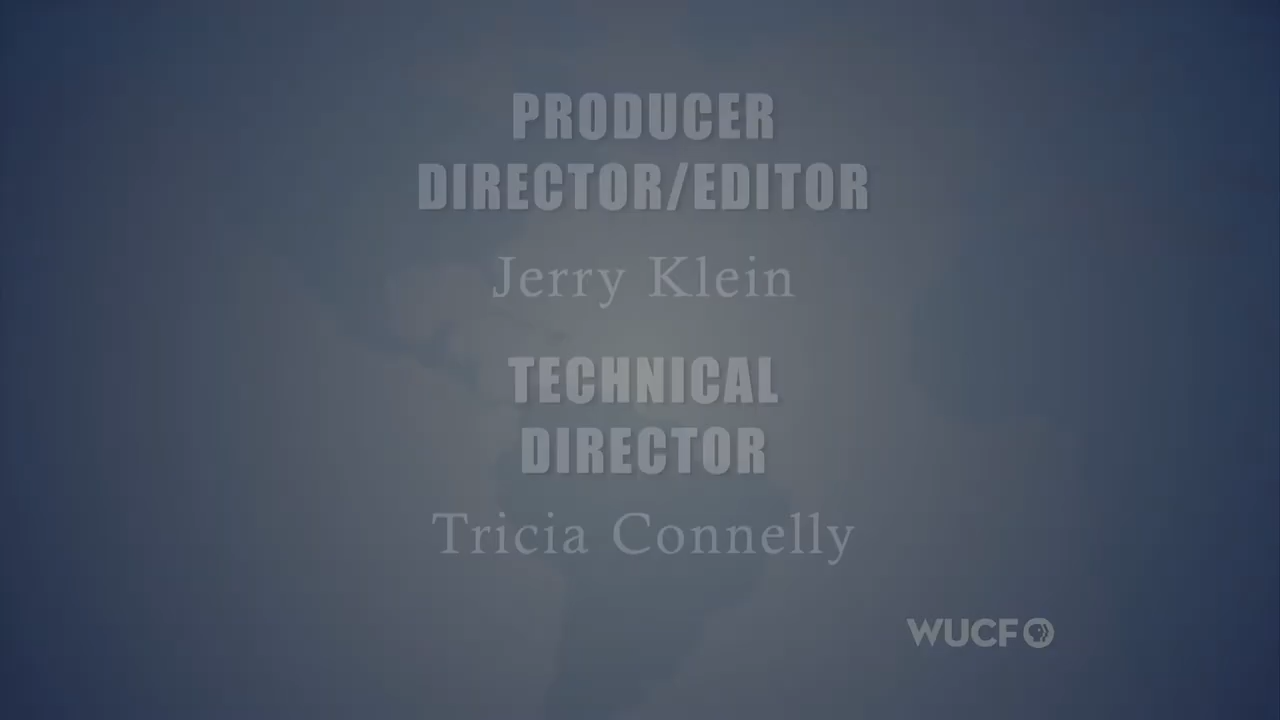 PRODUCER
DIRECTOR/EDITOR
Jerry Klein
TECHNICAL
DIRECTOR
Tricia Connelly
WUCF